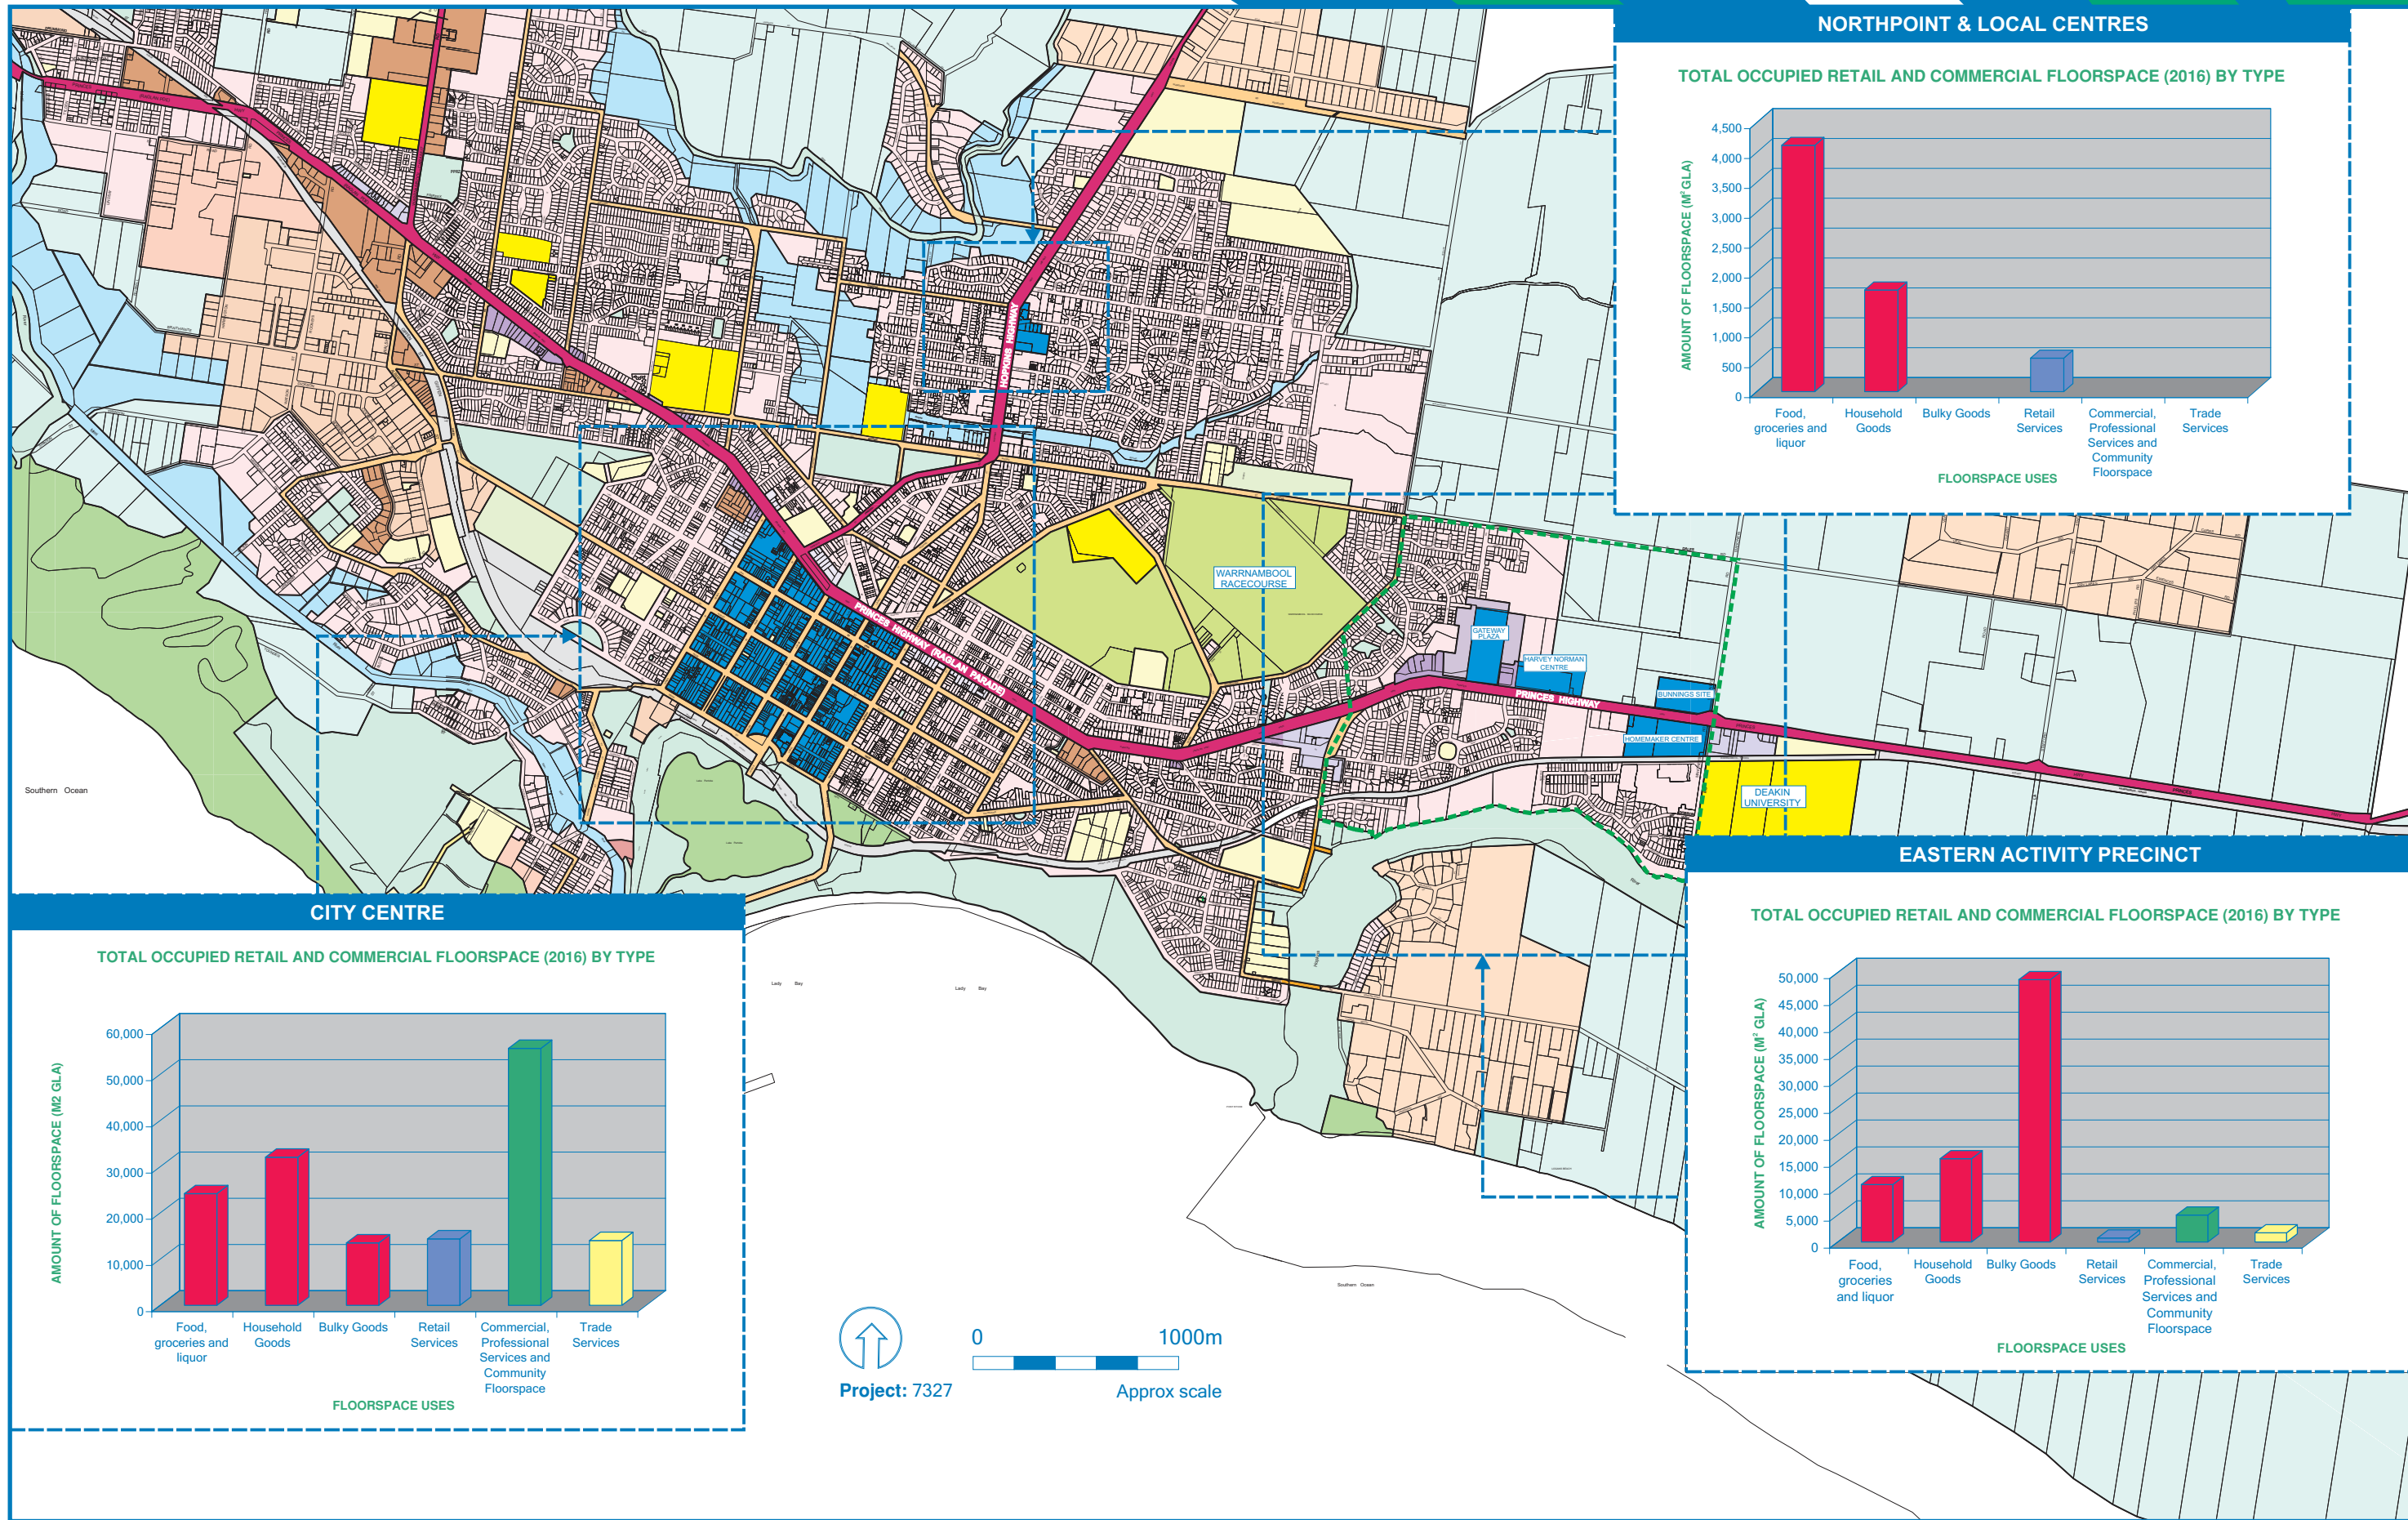 NORTHPOINT & LOCAL CENTRES
TOTAL OCCUPIED RETAIL AND COMMERCIAL FLOORSPACE (2016) BY TYPE
AMOUNT OF FLOORSPACE (M² GLA)
4,500
4,000
3,500
3,000
2,500
2,000
1,500
1,000
500
0
Food,
groceries and
liquor
Household
Goods
Bulky Goods
Retail
Services
Commercial,
Professional
Services and
Community
Floorspace
Trade
Services
FLOORSPACE USES
HOPKINS HIGHWAY
WARRNAMBOOL
RACECOURSE
PRINCES HIGHWAY (RAGLAN PARADE)
GATEWAY
PLAZA
HARVEY NORMAN
CENTRE
PRINCES HIGHWAY
BUNNINGS SITE
HOMEMAKER CENTRE
DEAKIN
UNIVERSITY
Southern Ocean
Lady Bay
Lady Bay
Southern Ocean
CITY CENTRE
TOTAL OCCUPIED RETAIL AND COMMERCIAL FLOORSPACE (2016) BY TYPE
AMOUNT OF FLOORSPACE (M2 GLA)
60,000
50,000
40,000
30,000
20,000
10,000
0
Food,
groceries and
liquor
Household
Goods
Bulky Goods
Retail
Services
Commercial,
Professional
Services and
Community
Floorspace
Trade
Services
FLOORSPACE USES
0 1000m
Project: 7327
Approx scale
EASTERN ACTIVITY PRECINCT
TOTAL OCCUPIED RETAIL AND COMMERCIAL FLOORSPACE (2016) BY TYPE
AMOUNT OF FLOORSPACE (M² GLA)
50,000
45,000
40,000
35,000
30,000
25,000
20,000
15,000
10,000
5,000
0
Food,
groceries
and liquor
Household
Goods
Bulky Goods
Retail
Services
Commercial,
Professional
Services and
Community
Floorspace
Trade
Services
FLOORSPACE USES